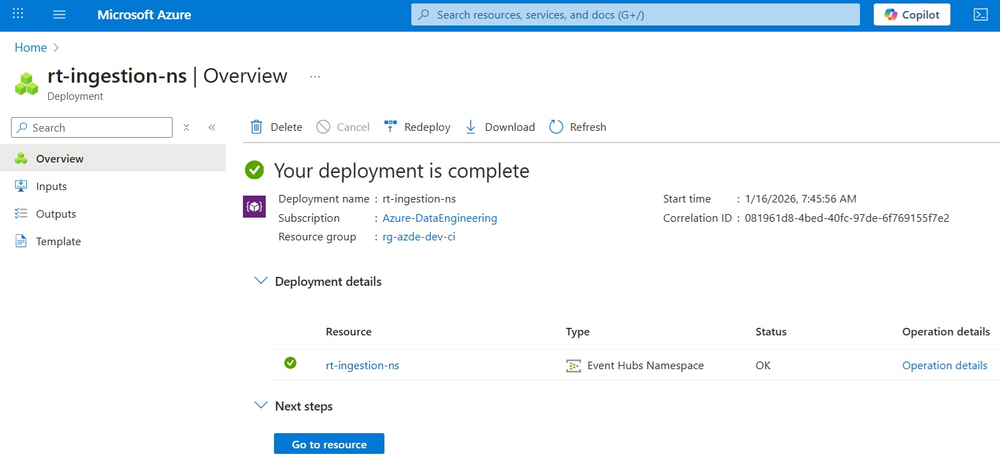 Microsoft Azure
Search resources, services, and docs (G+/)
Copilot
Home
rt-ingestion-ns | Overview ...
Deployment
Search
Delete Cancel Redeploy Download Refresh
Overview
Inputs
Outputs
Template
Your deployment is complete
Deployment name : rt-ingestion-ns
Subscription : Azure-DataEngineering
Resource group : rg-azde-dev-ci
Start time : 1/16/2026, 7:45:56 AM
Correlation ID : 081961d8-4bed-40fc-97de-6f769155f7e2
Deployment details
Resource Type Status Operation details
rt-ingestion-ns Event Hubs Namespace OK Operation details
Next steps
Go to resource